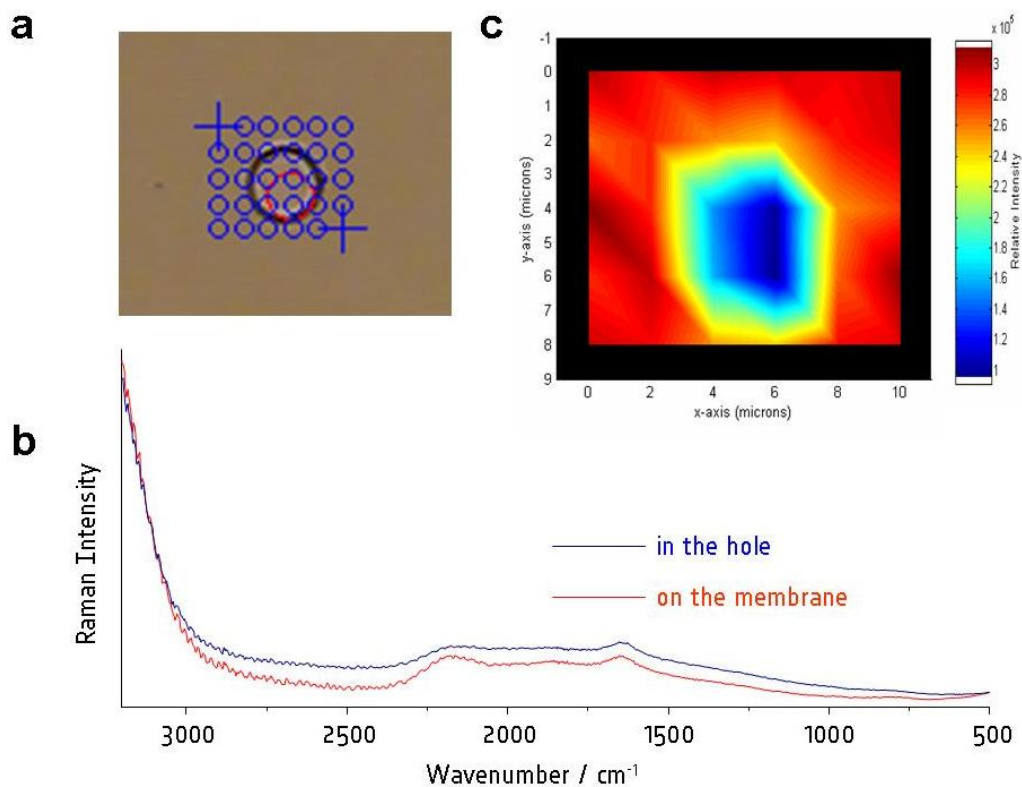 a
c
x 10⁵
-1
0
1
2
3
4
5
6
7
8
9
y-axis (microns)
0 2 4 6 8 10
x-axis (microns)
3
2.8
2.6
2.4
2.2
2
1.8
1.6
1.4
1.2
1
Relative Intensity
b
Raman Intensity
in the hole
on the membrane
3000 2500 2000 1500 1000 500
Wavenumber / cm⁻¹